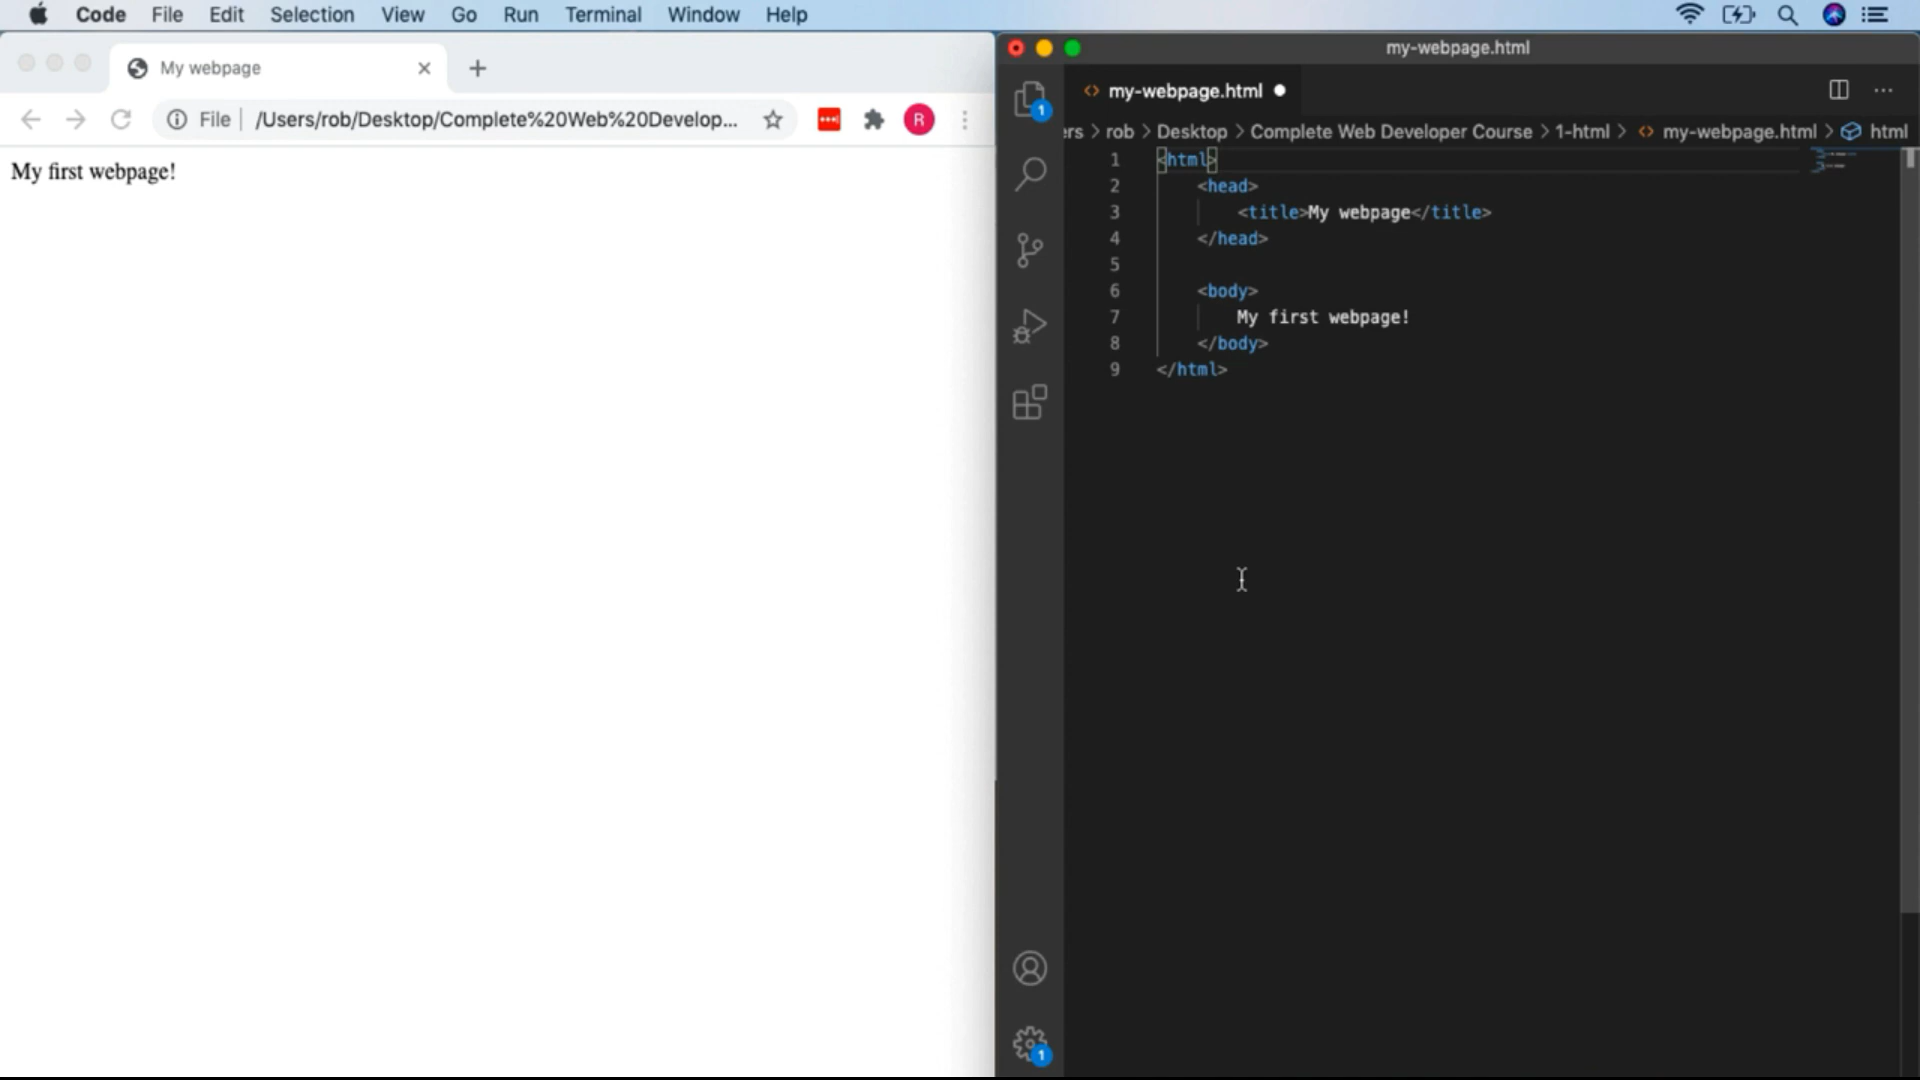 Code File Edit Selection View Go Run Terminal Window Help
My webpage
File /Users/rob/Desktop/Complete%20Web%20Develop...
R
My first webpage!
my-webpage.html
my-webpage.html
1
ers > rob > Desktop > Complete Web Developer Course > 1-html > my-webpage.html > html
1 <html>
2 <head>
3 <title>My webpage</title>
4 </head>
5
6 <body>
7 My first webpage!
8 </body>
9 </html>
1